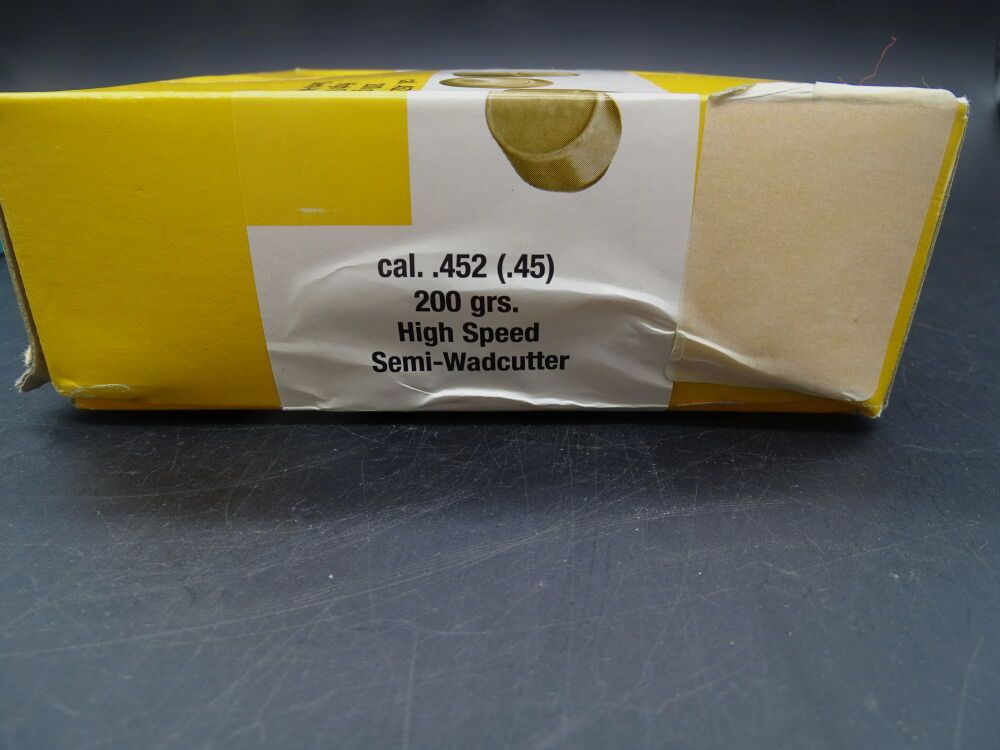 cal. .452 (.45)
200 grs.
High Speed
Semi-Wadcutter